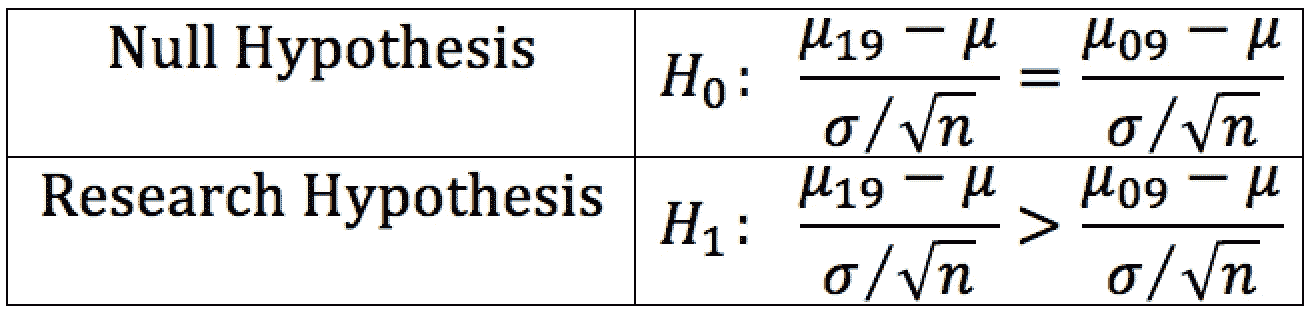 Null Hypothesis
H₀: (μ₁₉ − μ)/(σ/√n) = (μ₀₉ − μ)/(σ/√n)
Research Hypothesis
H₁: (μ₁₉ − μ)/(σ/√n) > (μ₀₉ − μ)/(σ/√n)